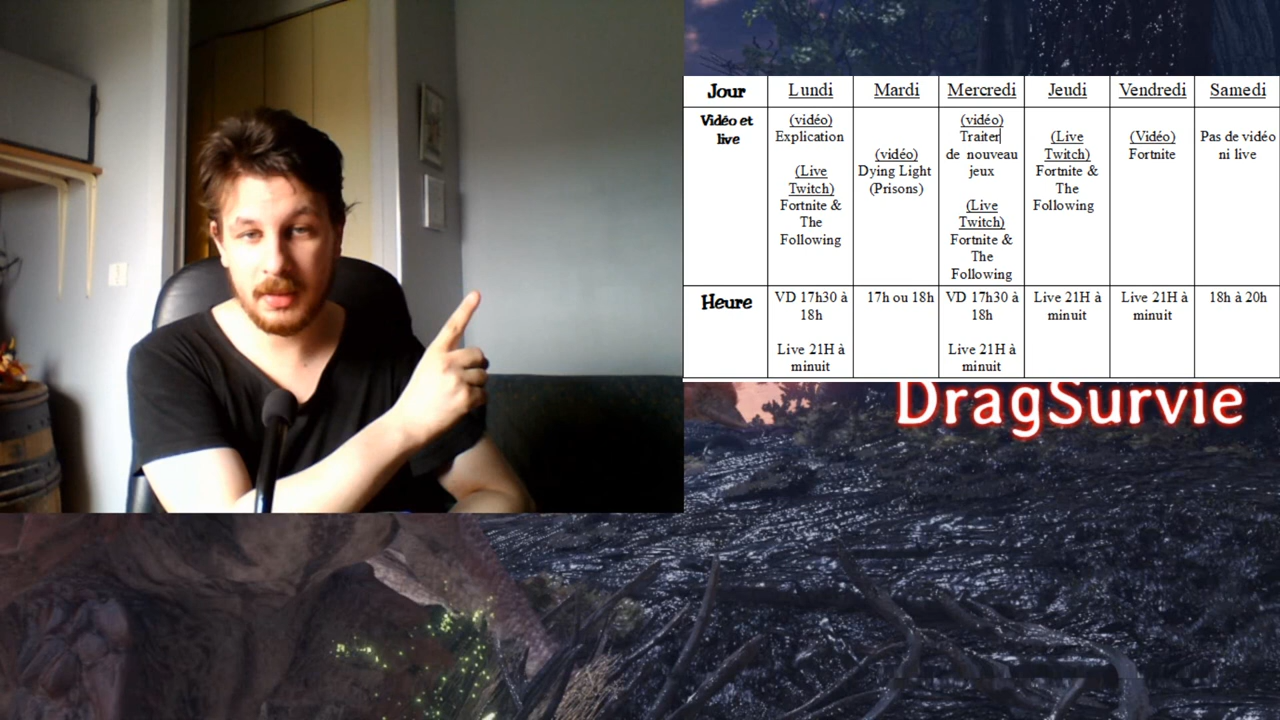 Jour Lundi Mardi Mercredi Jeudi Vendredi Samedi
Vidéo et
live
(vidéo)
Explication
(Live
Twitch)
Fortnite &
The
Following
(vidéo)
Dying Light
(Prisons)
(vidéo)
Traiter
de nouveau
jeux
(Live
Twitch)
Fortnite &
The
Following
(Live
Twitch)
Fortnite &
The
Following
(Vidéo)
Fortnite
Pas de vidéo
ni live
Heure
VD 17h30 à
18h
Live 21H à
minuit
17h ou 18h
VD 17h30 à
18h
Live 21H à
minuit
Live 21H à
minuit
Live 21H à
minuit
18h à 20h
DragSurvie